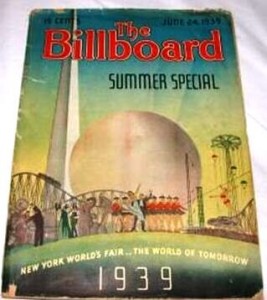 15 CENTS
JUNE 24, 1939
The
Billboard
SUMMER SPECIAL
NEW YORK WORLD'S FAIR... THE WORLD OF TOMORROW
1939